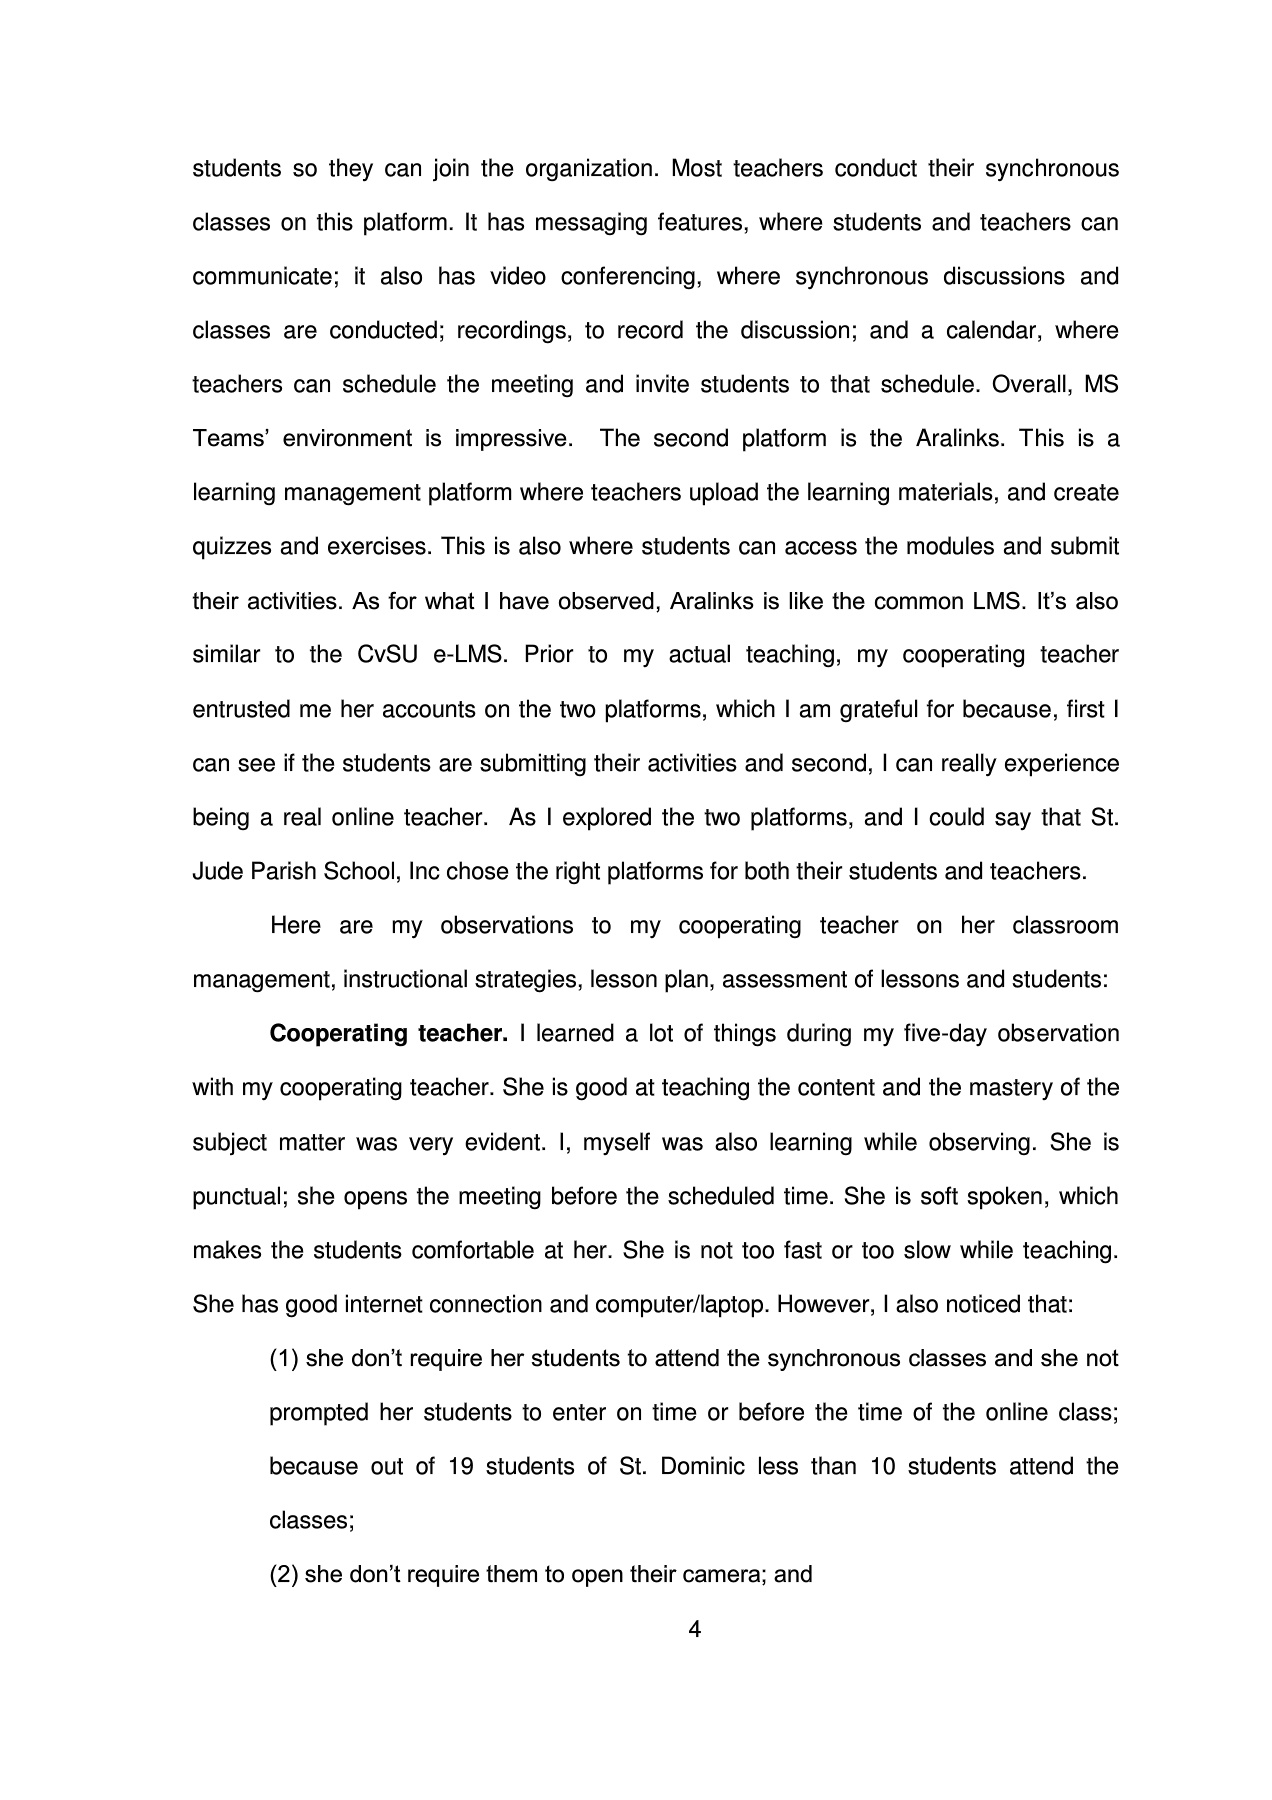 students so they can join the organization. Most teachers conduct their synchronous
classes on this platform. It has messaging features, where students and teachers can
communicate; it also has video conferencing, where synchronous discussions and
classes are conducted; recordings, to record the discussion; and a calendar, where
teachers can schedule the meeting and invite students to that schedule. Overall, MS
Teams’ environment is impressive.  The second platform is the Aralinks. This is a
learning management platform where teachers upload the learning materials, and create
quizzes and exercises. This is also where students can access the modules and submit
their activities. As for what I have observed, Aralinks is like the common LMS. It’s also
similar to the CvSU e-LMS. Prior to my actual teaching, my cooperating teacher
entrusted me her accounts on the two platforms, which I am grateful for because, first I
can see if the students are submitting their activities and second, I can really experience
being a real online teacher.  As I explored the two platforms, and I could say that St.
Jude Parish School, Inc chose the right platforms for both their students and teachers.
Here are my observations to my cooperating teacher on her classroom
management, instructional strategies, lesson plan, assessment of lessons and students:
Cooperating teacher. I learned a lot of things during my five-day observation
with my cooperating teacher. She is good at teaching the content and the mastery of the
subject matter was very evident. I, myself was also learning while observing. She is
punctual; she opens the meeting before the scheduled time. She is soft spoken, which
makes the students comfortable at her. She is not too fast or too slow while teaching.
She has good internet connection and computer/laptop. However, I also noticed that:
(1) she don’t require her students to attend the synchronous classes and she not
prompted her students to enter on time or before the time of the online class;
because out of 19 students of St. Dominic less than 10 students attend the
classes;
(2) she don’t require them to open their camera; and
4